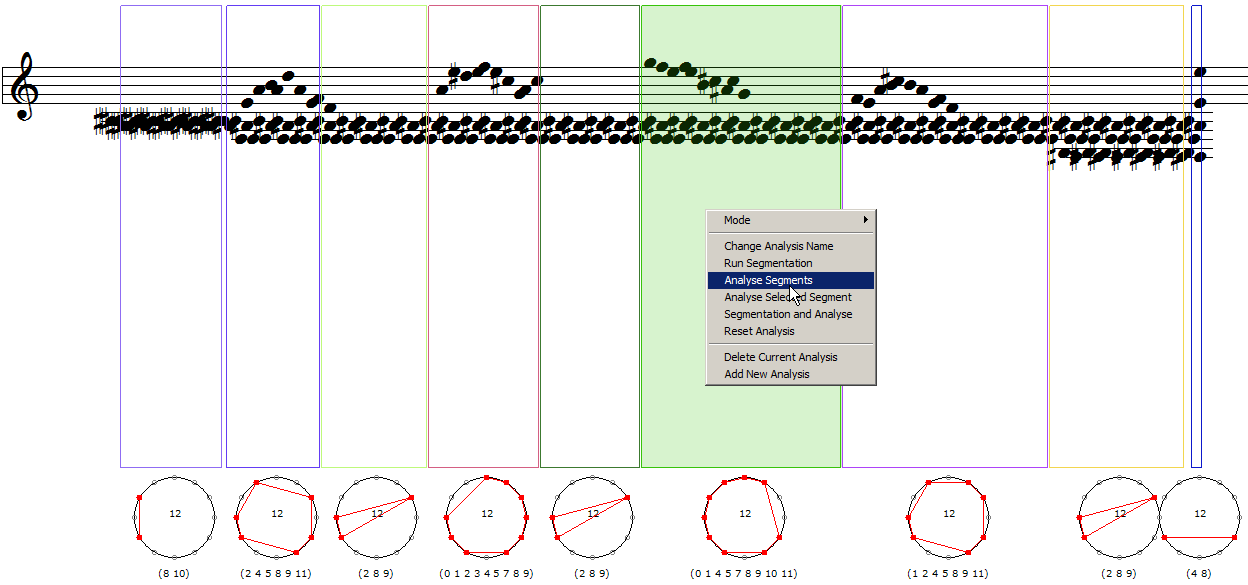 Mode
Change Analysis Name
Run Segmentation
Analyse Segments
Analyse Selected Segment
Segmentation and Analyse
Reset Analysis
Delete Current Analysis
Add New Analysis
12 12 12 12 12 12 12 12 12
(8 10) (2 4 5 8 9 11) (2 8 9) (0 1 2 3 4 5 7 8 9) (2 8 9) (0 1 4 5 7 8 9 10 11) (1 2 4 5 8 9 11) (2 8 9) (4 8)